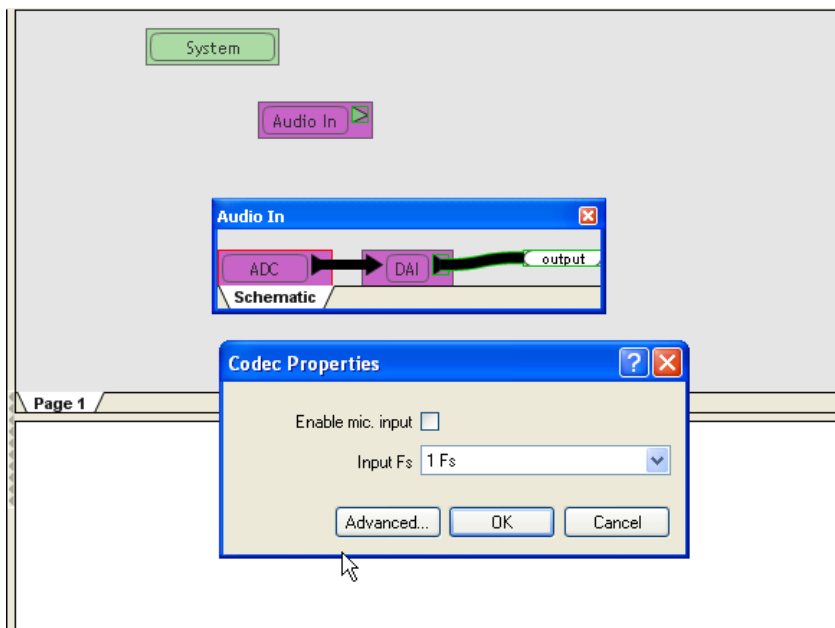 System
Audio In
Audio In
ADC
DAI
output
Schematic
Codec Properties
Page 1
Enable mic. input
Input Fs 1 Fs
Advanced... OK Cancel